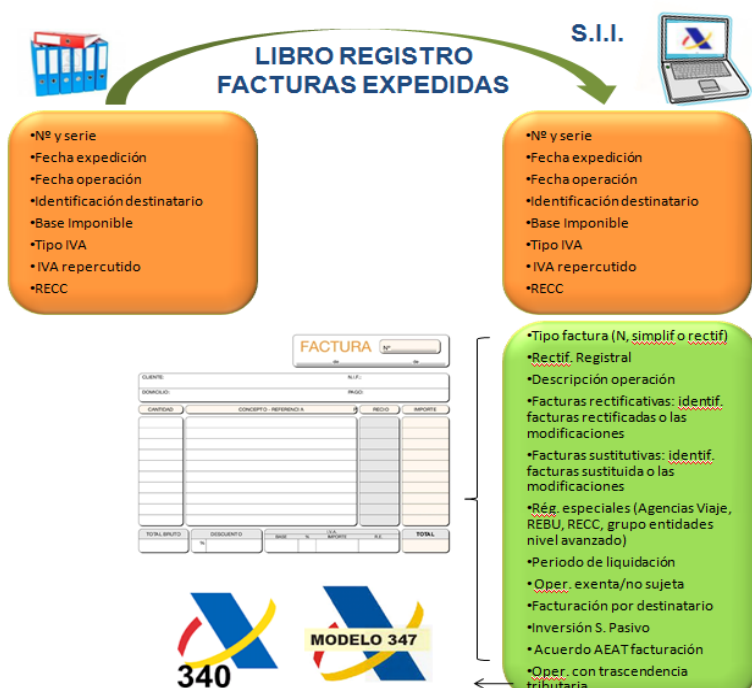 S.I.I.
LIBRO REGISTRO
FACTURAS EXPEDIDAS
•Nº y serie
•Fecha expedición
•Fecha operación
•Identificación destinatario
•Base Imponible
•Tipo IVA
• IVA repercutido
•RECC
•Nº y serie
•Fecha expedición
•Fecha operación
•Identificación destinatario
•Base Imponible
•Tipo IVA
• IVA repercutido
•RECC
FACTURA Nº
de de
CLIENTE: N.I.F.:
DOMICILIO: PAGO:
CANTIDAD CONCEPTO - REFERENCIA P RECIO IMPORTE
TOTAL BRUTO DESCUENTO I.V.A. TOTAL
% BASE % IMPORTE R.E.
•Tipo factura (N, simplif o rectif)
•Rectif. Registral
•Descripción operación
•Facturas rectificativas: identif.
facturas rectificadas o las
modificaciones
•Facturas sustitutivas: identif.
facturas sustituida o las
modificaciones
•Rég. especiales (Agencias Viaje,
REBU, RECC, grupo entidades
nivel avanzado)
•Periodo de liquidación
•Oper. exenta/no sujeta
•Facturación por destinatario
•Inversión S. Pasivo
•Acuerdo AEAT facturación
•Oper. con trascendencia
tributaria
340
MODELO 347